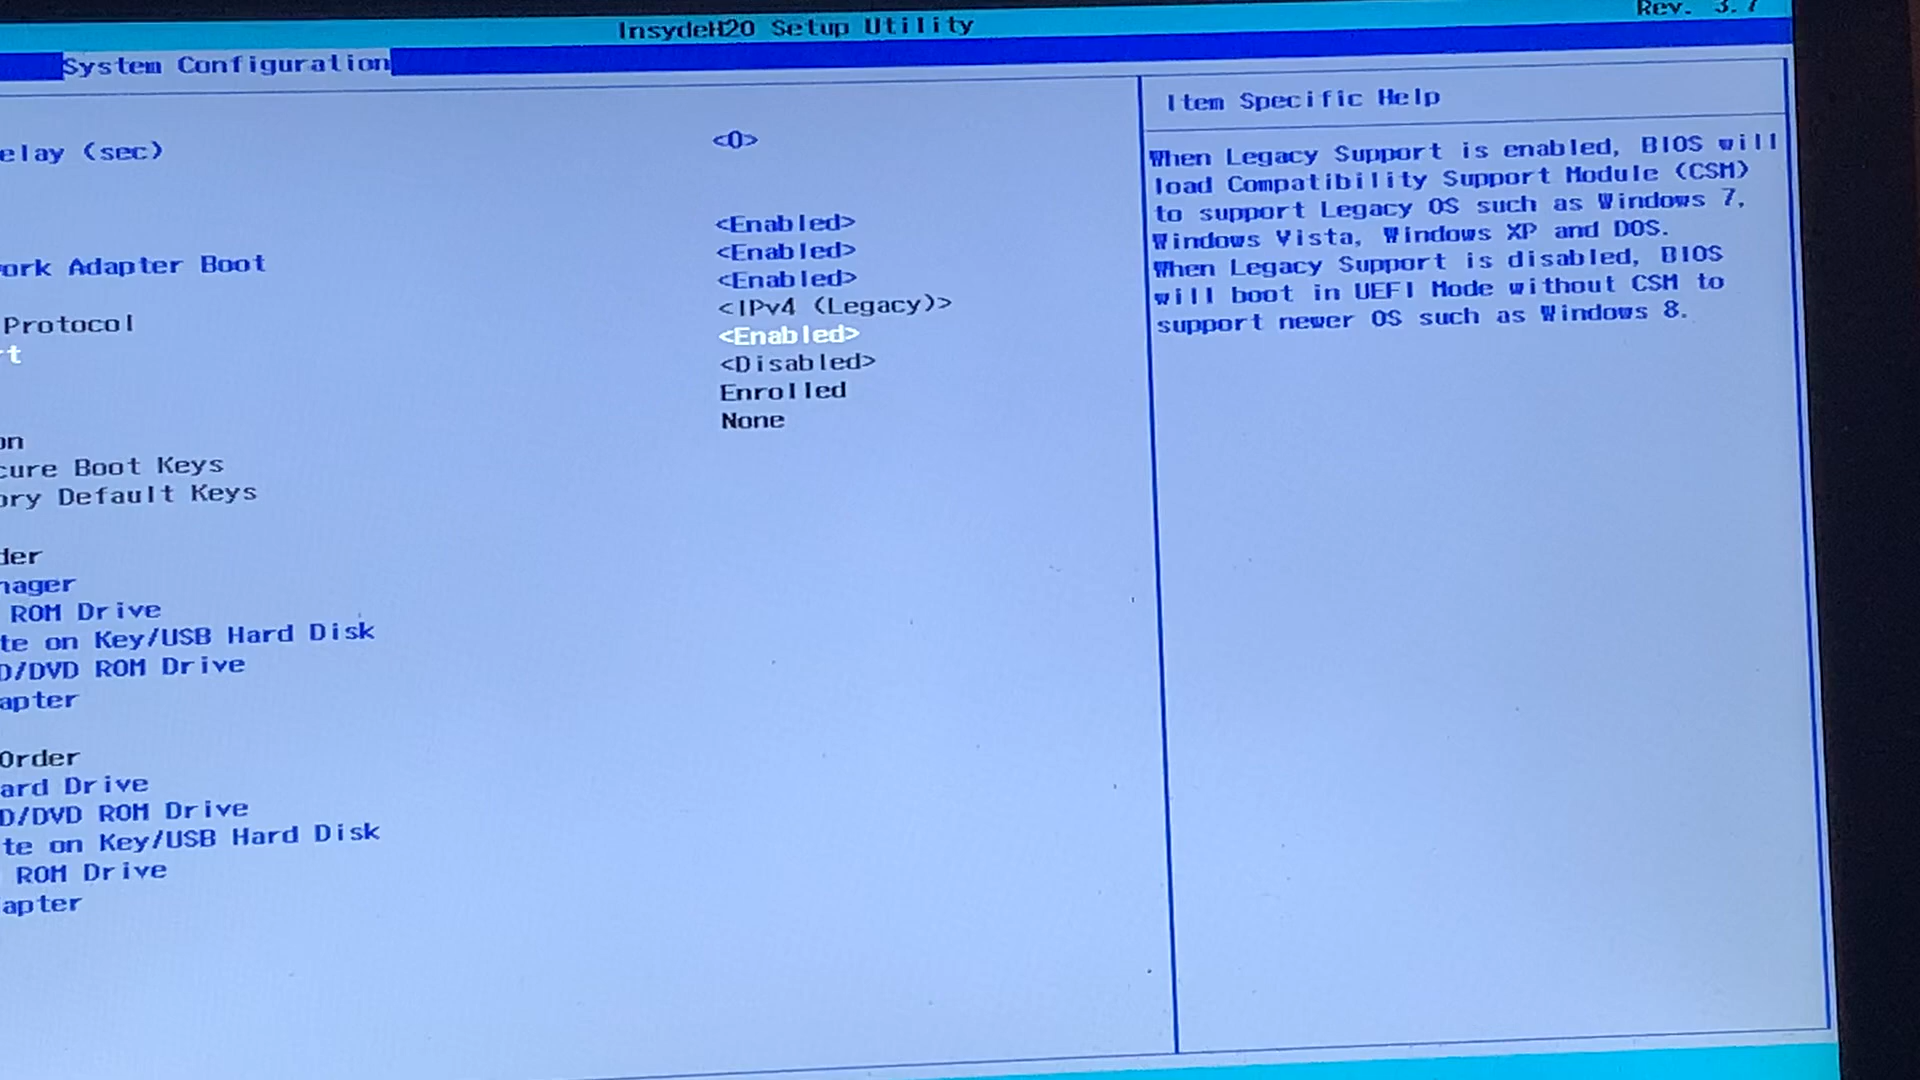 InsydeH20 Setup Utility
Rev. 3.7
System Configuration
Item Specific Help
elay (sec)
<0>
When Legacy Support is enabled, BIOS will
load Compatibility Support Module (CSM)
to support Legacy OS such as Windows 7,
Windows Vista, Windows XP and DOS.
When Legacy Support is disabled, BIOS
will boot in UEFI Mode without CSM to
support newer OS such as Windows 8.
<Enabled>
<Enabled>
ork Adapter Boot
<Enabled>
<IPv4 (Legacy)>
Protocol
<Enabled>
rt
<Disabled>
Enrolled
None
on
cure Boot Keys
ory Default Keys
der
nager
ROM Drive
te on Key/USB Hard Disk
D/DVD ROM Drive
apter
Order
ard Drive
D/DVD ROM Drive
te on Key/USB Hard Disk
ROM Drive
apter